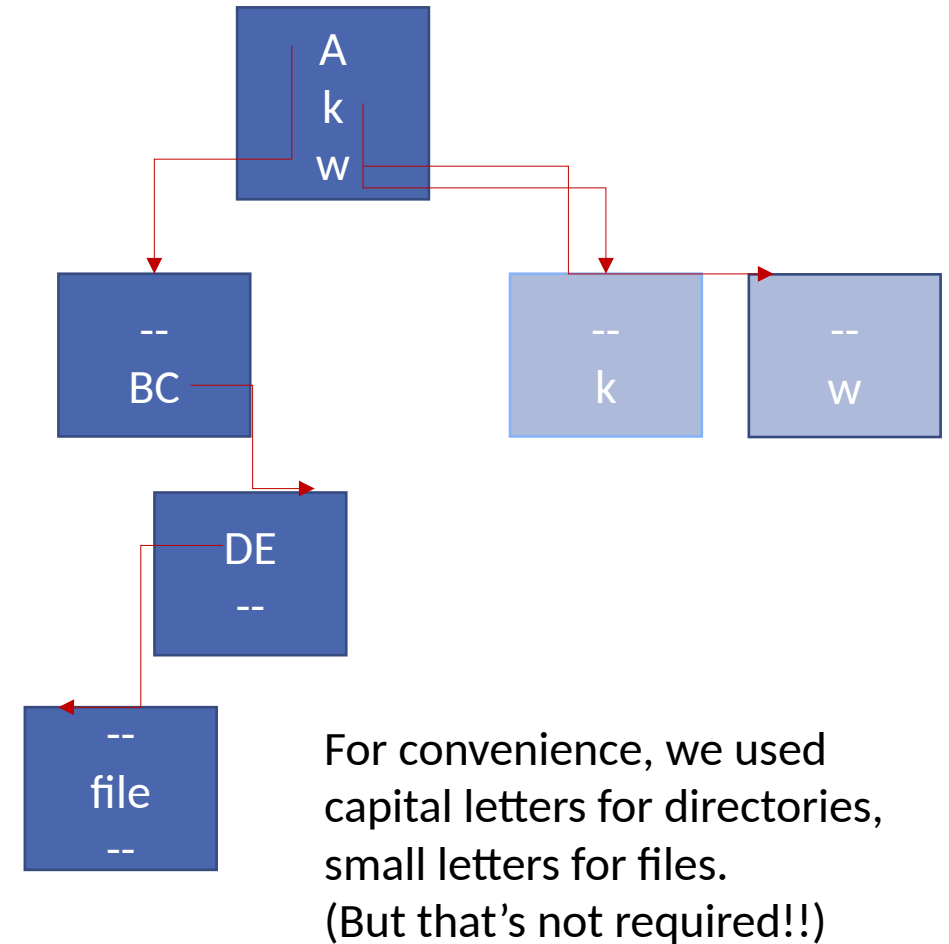 A
k
w
--
BC
--
k
--
w
DE
--
--
file
--
For convenience, we used
capital letters for directories,
small letters for files.
(But that’s not required!!)